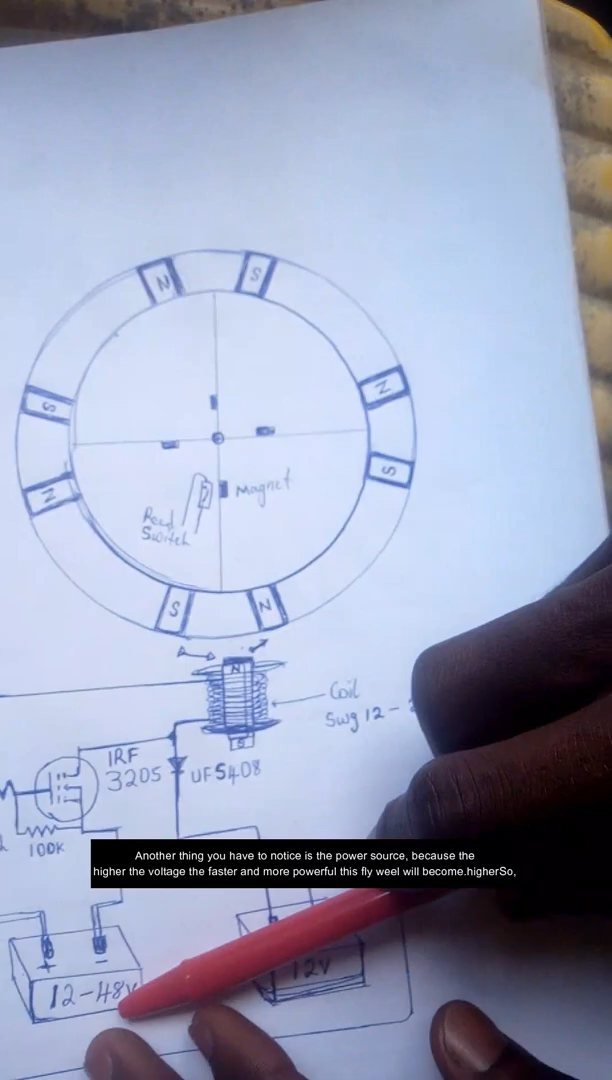 N
S
S
N
N
S
Magnet
Reed
Switch
S
N
N
Coil
Swg 12 -
S
IRF
3205
UF5408
100K
Another thing you have to notice is the power source, because the
higher the voltage the faster and more powerful this fly weel will become.higherSo,
+
-
12-48V
12V